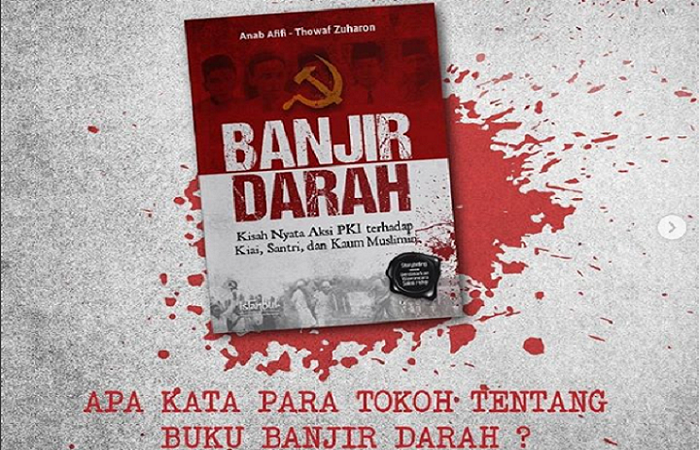 Anab Afifi - Thowaf Zuharon
BANJIR
DARAH
Kisah Nyata Aksi PKI terhadap
Kiai, Santri, dan Kaum Muslimin
istanbul
APA KATA PARA TOKOH TENTANG
BUKU BANJIR DARAH ?